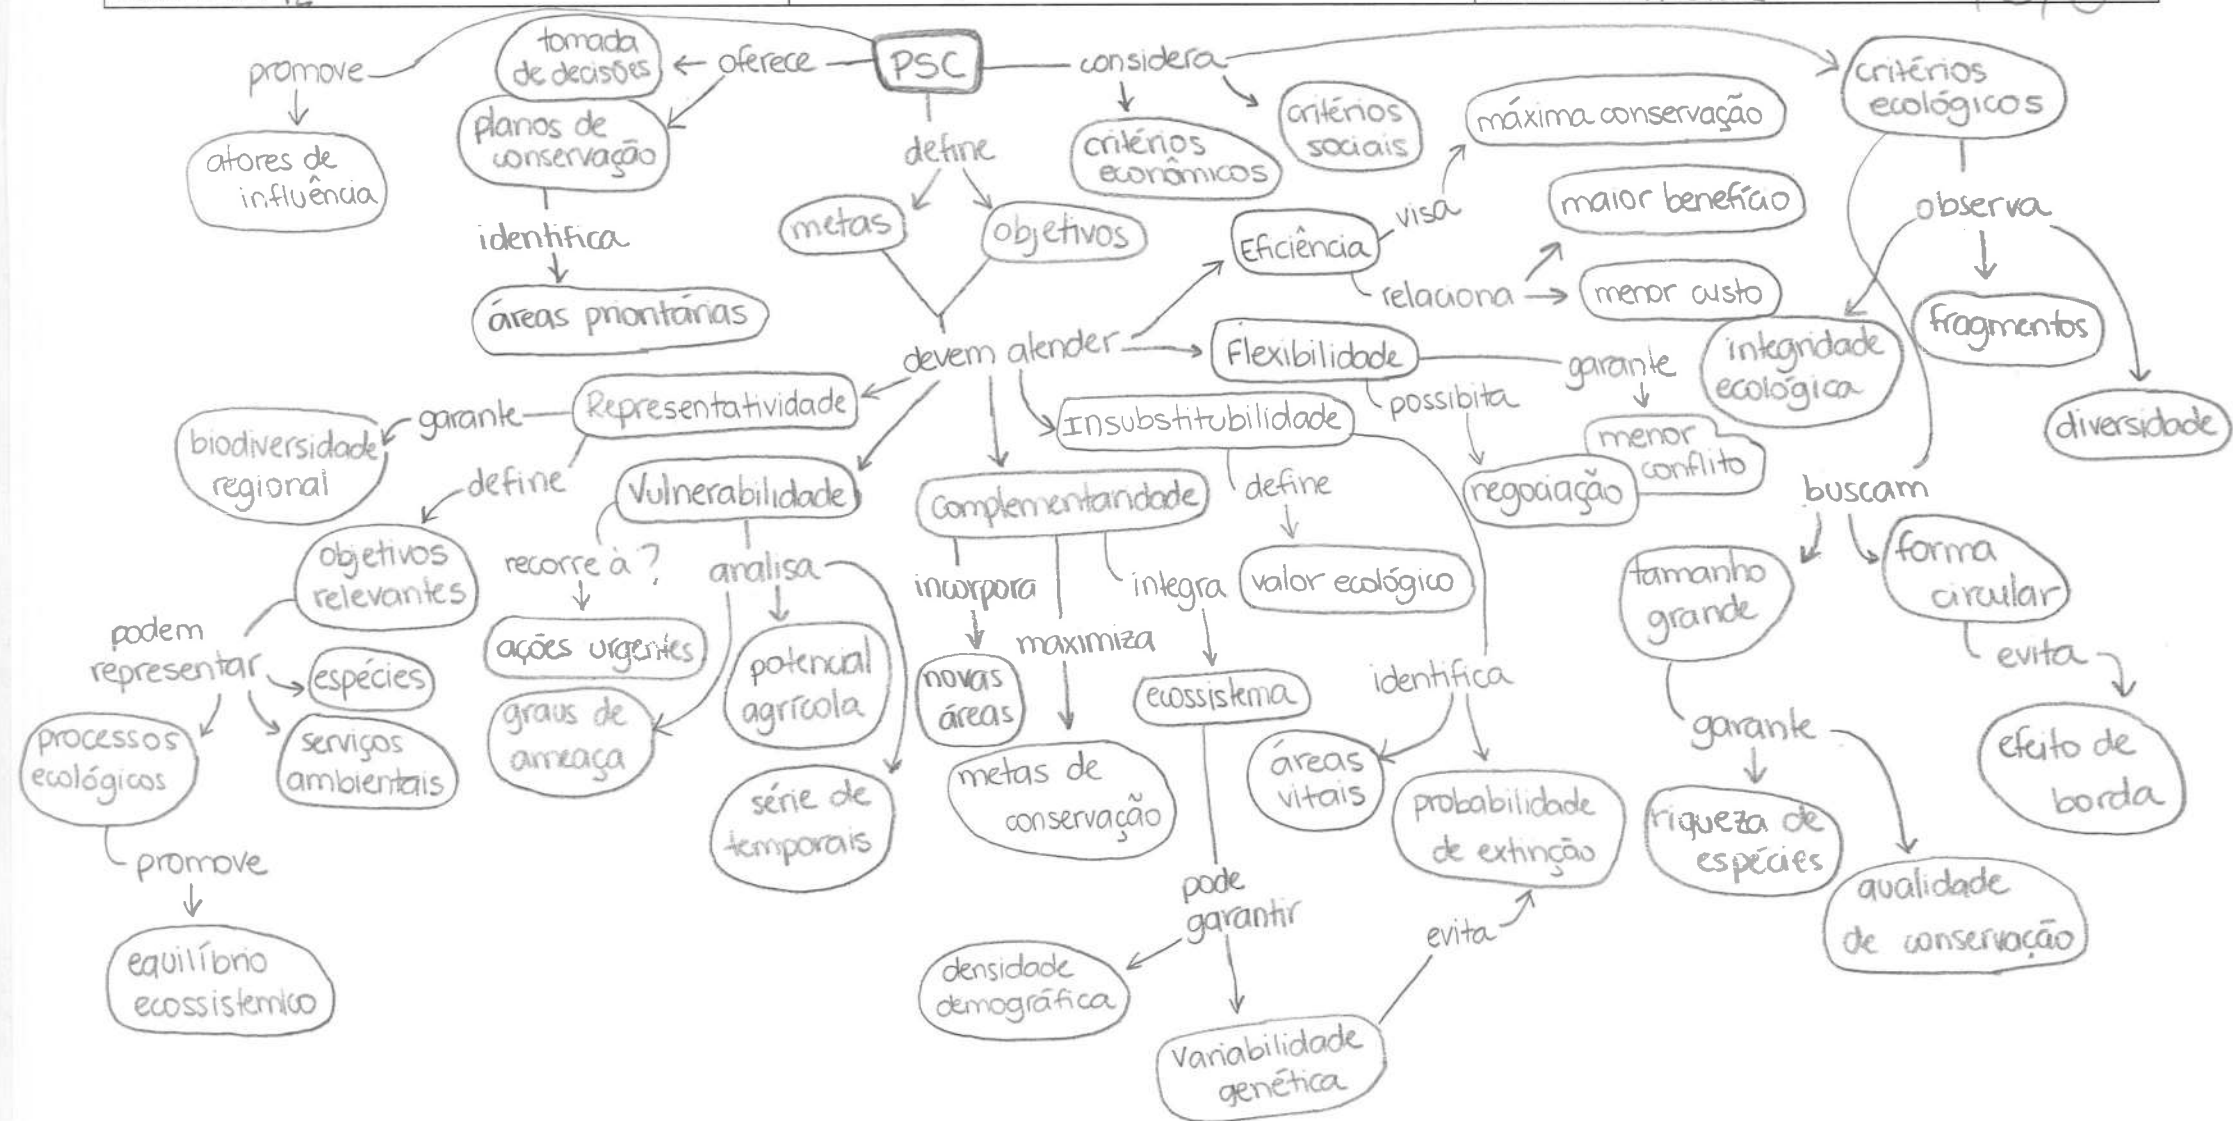 promove
atores de
influência
tomada
de decisões
oferece
PSC
considera
planos de
conservação
identifica
áreas prioritárias
define
metas
objetivos
critérios
econômicos
critérios
sociais
critérios
ecológicos
máxima conservação
visa
maior benefício
Eficiência
relaciona
menor custo
observa
integridade
ecológica
fragmentos
diversidade
devem atender
Flexibilidade
garante
possibita
menor
conflito
negociação
Representatividade
garante
biodiversidade
regional
define
objetivos
relevantes
podem
representar
espécies
processos
ecológicos
serviços
ambientais
promove
equilíbrio
ecossistemico
Vulnerabilidade
recorre à?
ações urgentes
analisa
graus de
ameaça
potencial
agrícola
série de
temporais
Complementaridade
incorpora
novas
áreas
maximiza
metas de
conservação
integra
ecossistema
pode
garantir
densidade
demográfica
Variabilidade
genética
evita
Insubstitubilidade
define
valor ecológico
identifica
áreas
vitais
probabilidade
de extinção
buscam
tamanho
grande
forma
circular
evita
efeito de
borda
garante
riqueza de
espécies
qualidade
de conservação